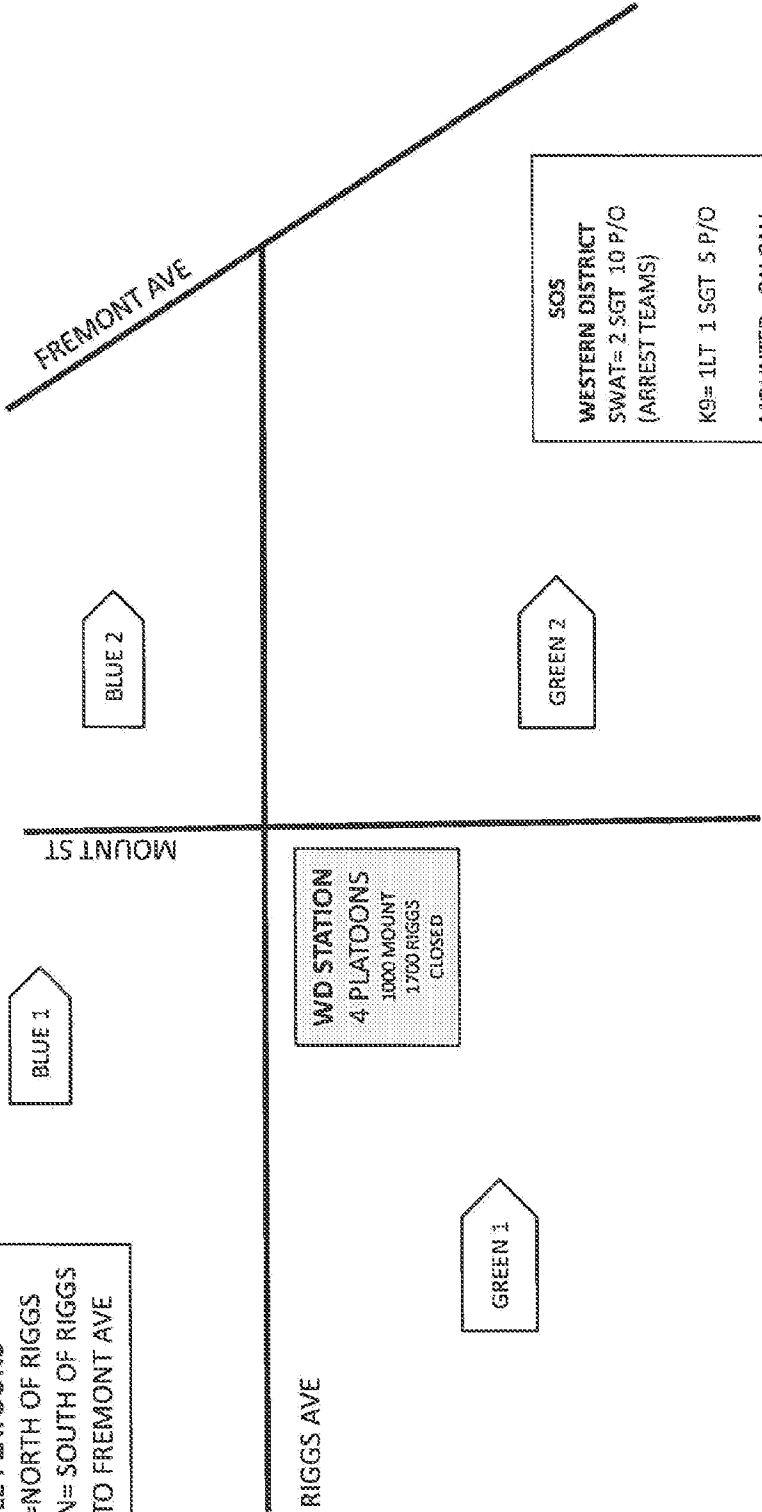 =NORTH OF RIGGS
N= SOUTH OF RIGGS
TO FREMONT AVE
BLUE 1
BLUE 2
FREMONT AVE
MOUNT ST
RIGGS AVE
WD STATION
4 PLATOONS
1000 MOUNT
1700 RIGGS
CLOSED
GREEN 1
GREEN 2
SOS
WESTERN DISTRICT
SWAT= 2 SGT 10 P/O
(ARREST TEAMS)
K9= 1LT 1 SGT 5 P/O